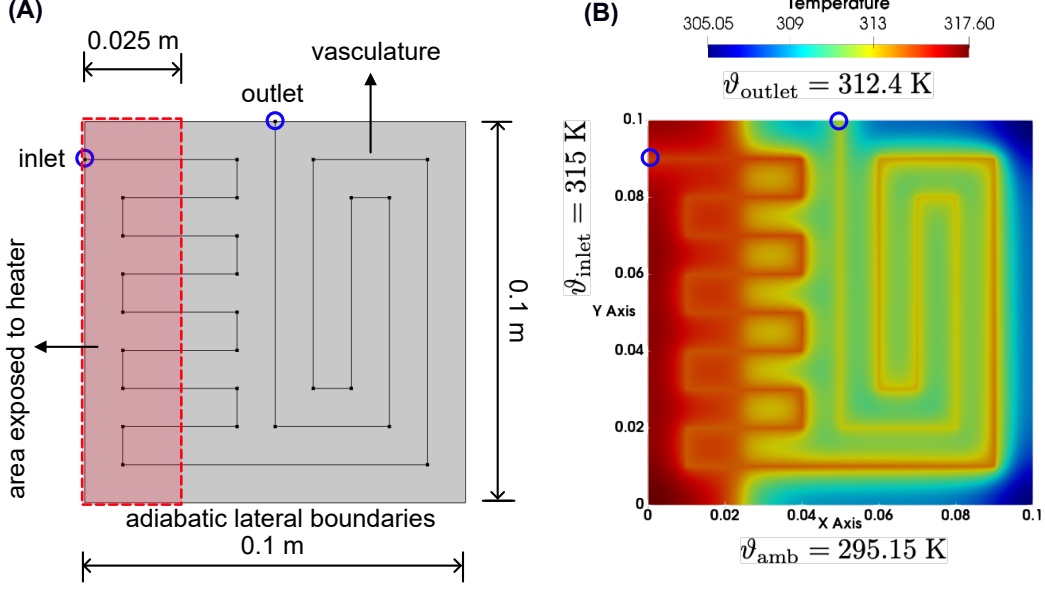 (A)
0.025 m
vasculature
outlet
inlet
area exposed to heater
0.1 m
adiabatic lateral boundaries
0.1 m
(B)
Temperature
305.05 309 313 317.60
ϑoutlet = 312.4 K
ϑinlet = 315 K
0.1
0.08
0.06
Y Axis
0.04
0.02
0
0 0.02 0.04 0.06 0.08 0.1
X Axis
ϑamb = 295.15 K